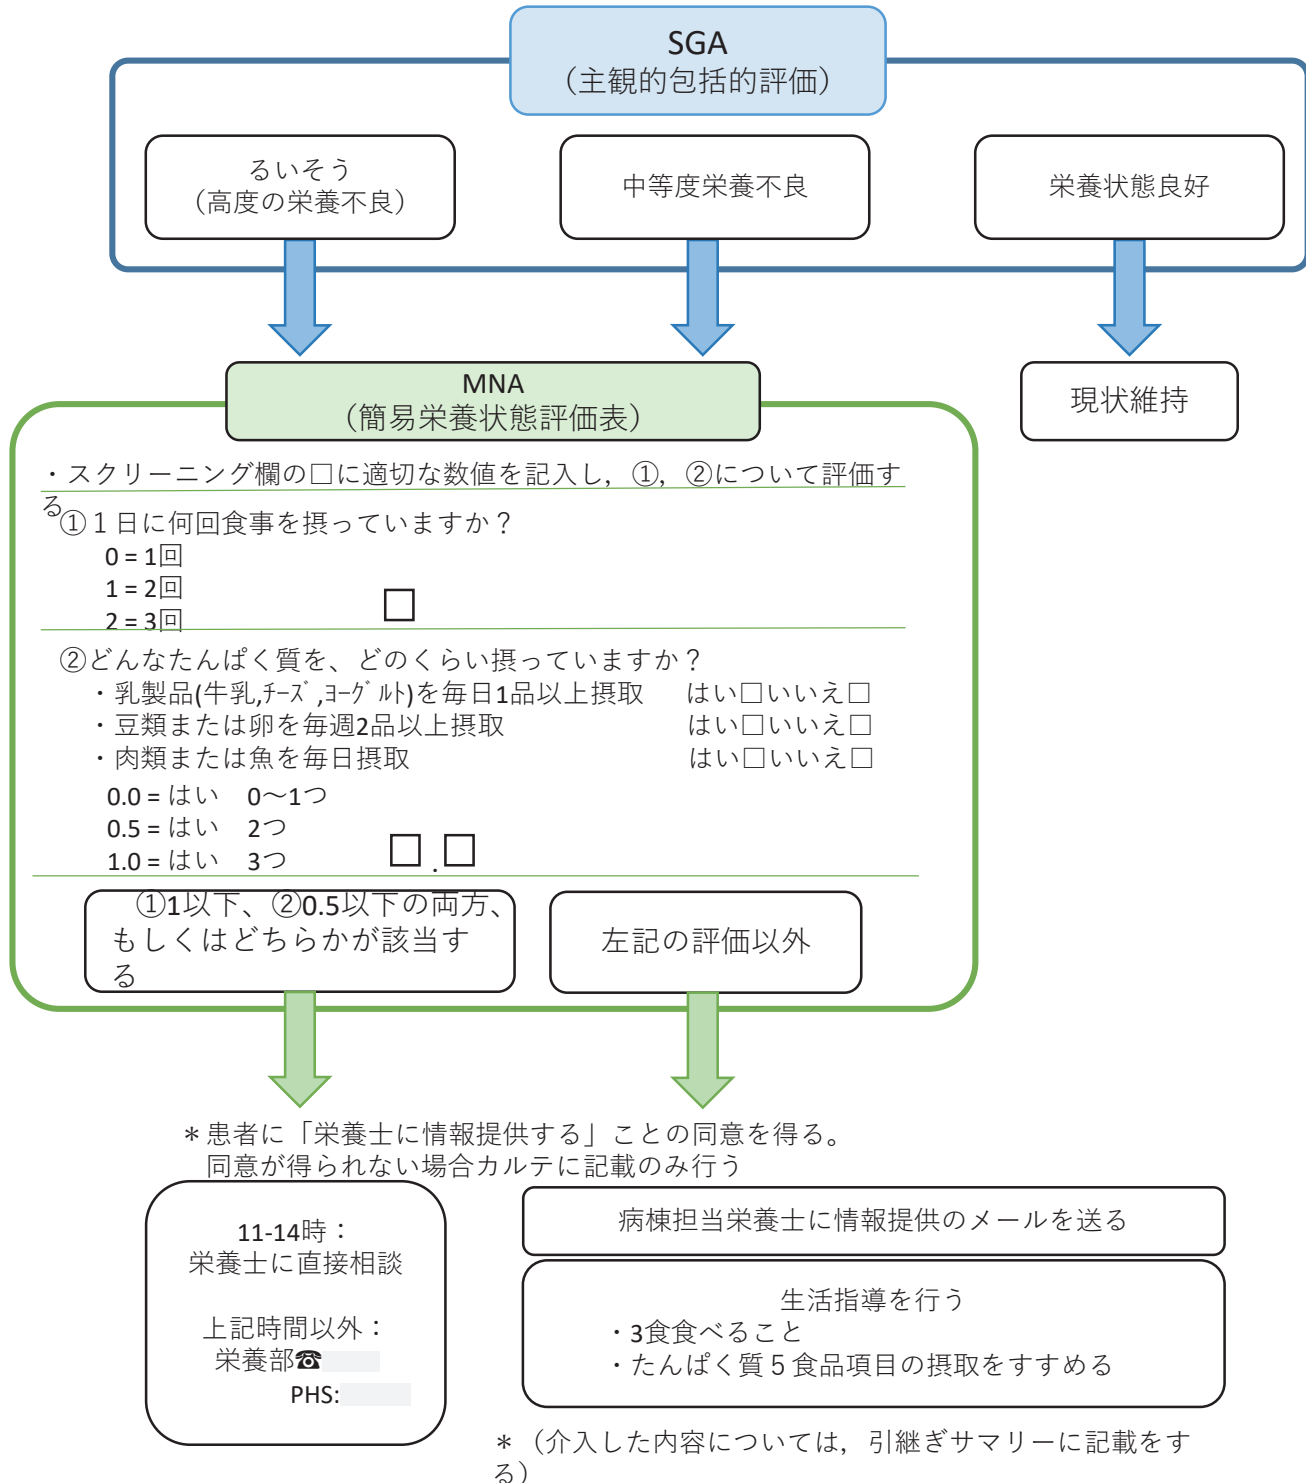 SGA
（主観的包括的評価）
るいそう
（高度の栄養不良）
中等度栄養不良
栄養状態良好
MNA
（簡易栄養状態評価表）
現状維持
・スクリーニング欄の□に適切な数値を記入し，①，②について評価す
る
①１日に何回食事を摂っていますか？
0 = 1回
1 = 2回
2 = 3回
□
②どんなたんぱく質を、どのくらい摂っていますか？
・乳製品(牛乳,ﾁｰｽﾞ,ﾖｰｸﾞﾙﾄ)を毎日1品以上摂取　はい□いいえ□
・豆類または卵を毎週2品以上摂取　はい□いいえ□
・肉類または魚を毎日摂取　はい□いいえ□
0.0 = はい　0〜1つ
0.5 = はい　2つ
1.0 = はい　3つ
□.□
①1以下、②0.5以下の両方、
もしくはどちらかが該当す
る
左記の評価以外
＊患者に「栄養士に情報提供する」ことの同意を得る。
同意が得られない場合カルテに記載のみ行う
11-14時：
栄養士に直接相談
上記時間以外：
栄養部☎
PHS:
病棟担当栄養士に情報提供のメールを送る
生活指導を行う
・3食食べること
・たんぱく質５食品項目の摂取をすすめる
＊（介入した内容については，引継ぎサマリーに記載をす
る）